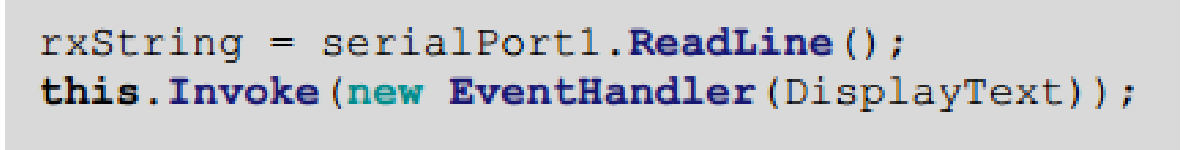 rxString = serialPort1.ReadLine();
this.Invoke(new EventHandler(DisplayText));